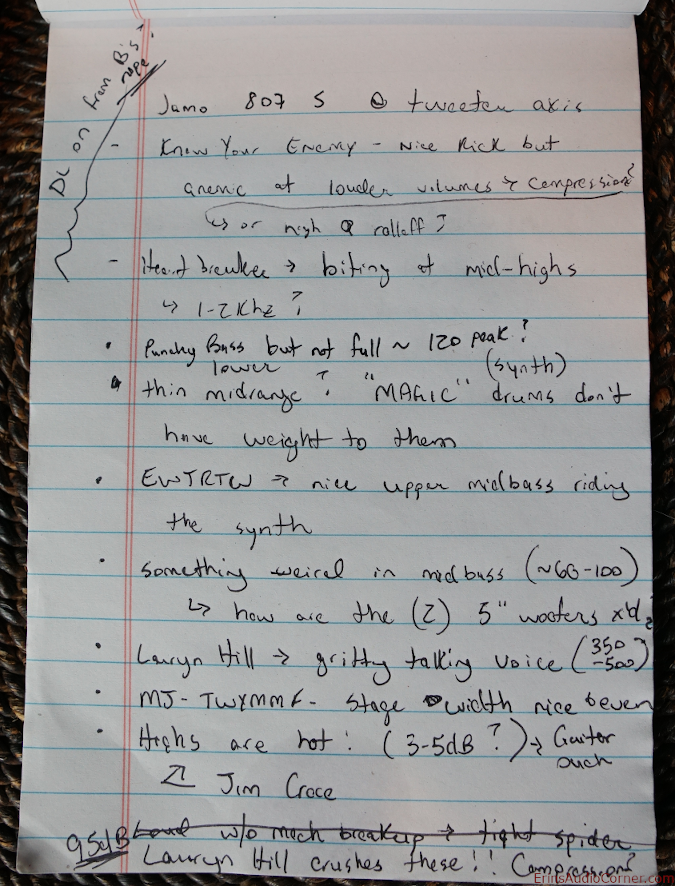 DL on from B's?
nope
Jamo 807 S @ tweeter axis
- Know Your Enemy - Nice Kick but
anemic at louder volumes → compression?
↳ or high Q rolloff?
- Heartbreaker → biting at mid-highs
↳ 1-2Khz?
• Punchy Bass but not full ~ 120 peak?
• thin lower midrange? "MAGIC" (synth) drums don't
have weight to them
• EWTRTW → nice upper midbass riding
the synth
• Something weird in midbass (~60-100)
↳ how are the (2) 5" woofers xo'd?
• Lauryn Hill → gritty talking voice (350-500)
• MJ - TWYMMF - Stage width nice & even
• Highs are hot! (3-5dB?) → Guitar
ouch
Jim Croce
95dB Loud w/o mech breakup → tight spider
Lauryn Hill crushes these!! Compression?
ErinsAudioCorner.com